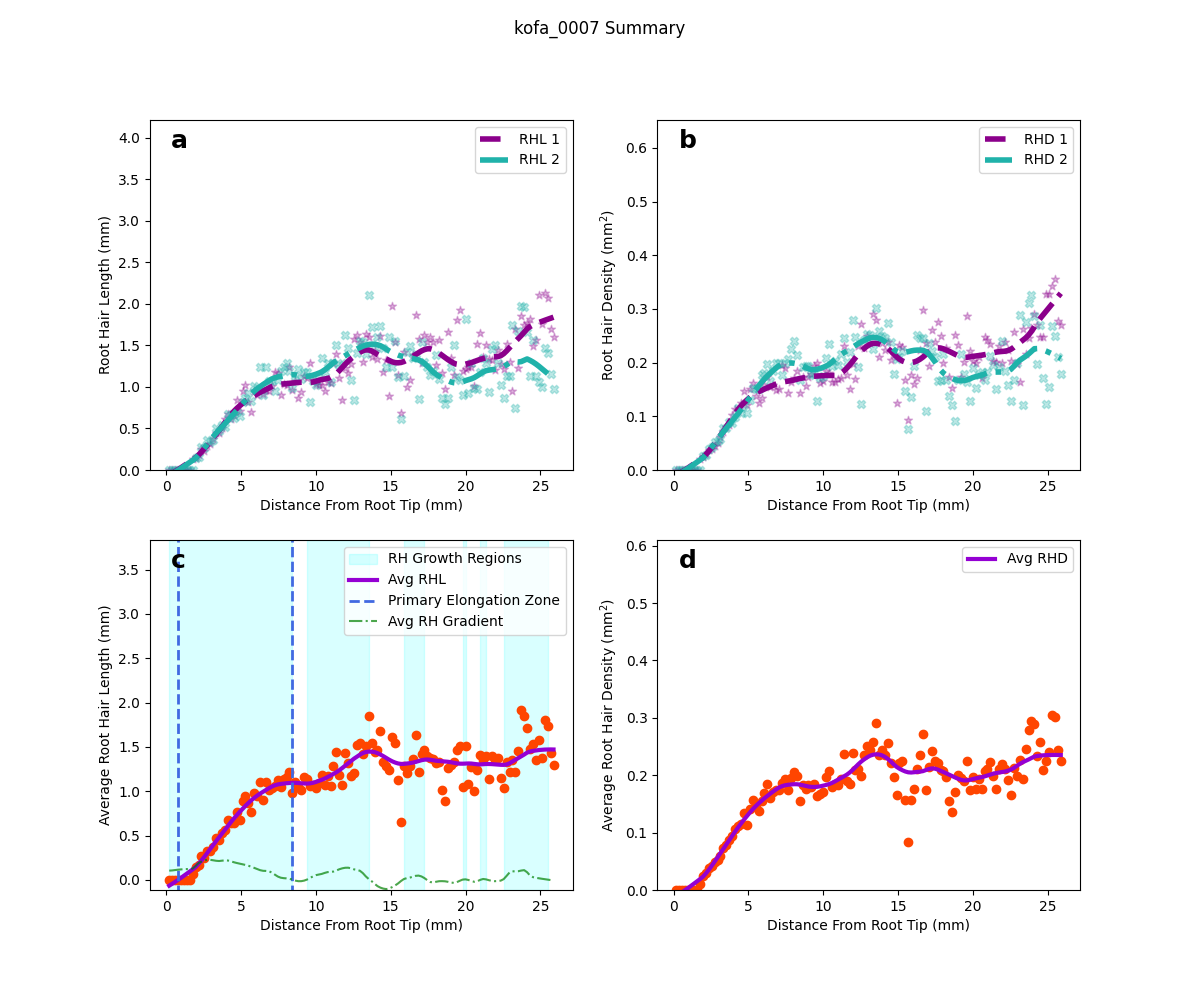 kofa_0007 Summary
a
RHL 1
RHL 2
4.0
3.5
3.0
2.5
2.0
1.5
1.0
0.5
0.0
Root Hair Length (mm)
0 5 10 15 20 25
Distance From Root Tip (mm)
b
RHD 1
RHD 2
0.6
0.5
0.4
0.3
0.2
0.1
0.0
Root Hair Density (mm²)
0 5 10 15 20 25
Distance From Root Tip (mm)
c
RH Growth Regions
Avg RHL
Primary Elongation Zone
Avg RH Gradient
3.5
3.0
2.5
2.0
1.5
1.0
0.5
0.0
Average Root Hair Length (mm)
0 5 10 15 20 25
Distance From Root Tip (mm)
d
Avg RHD
0.6
0.5
0.4
0.3
0.2
0.1
0.0
Average Root Hair Density (mm²)
0 5 10 15 20 25
Distance From Root Tip (mm)